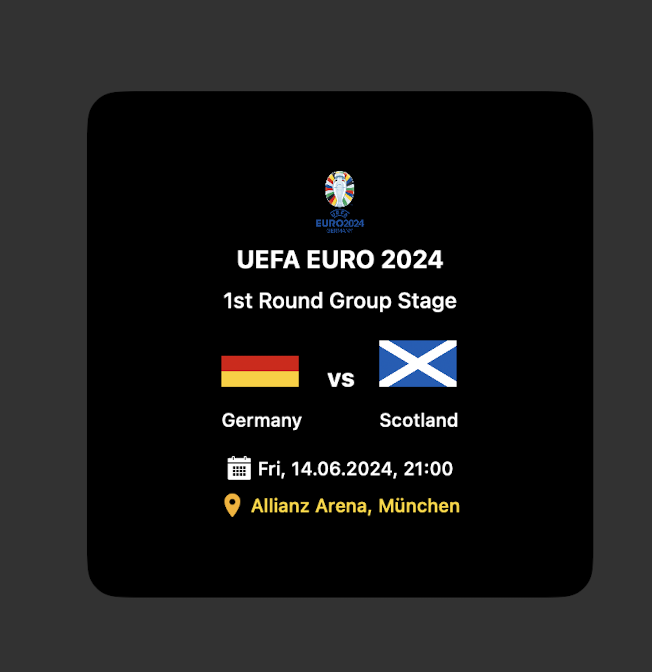 UEFA
EURO2024
GERMANY
UEFA EURO 2024
1st Round Group Stage
vs
Germany
Scotland
Fri, 14.06.2024, 21:00
Allianz Arena, München